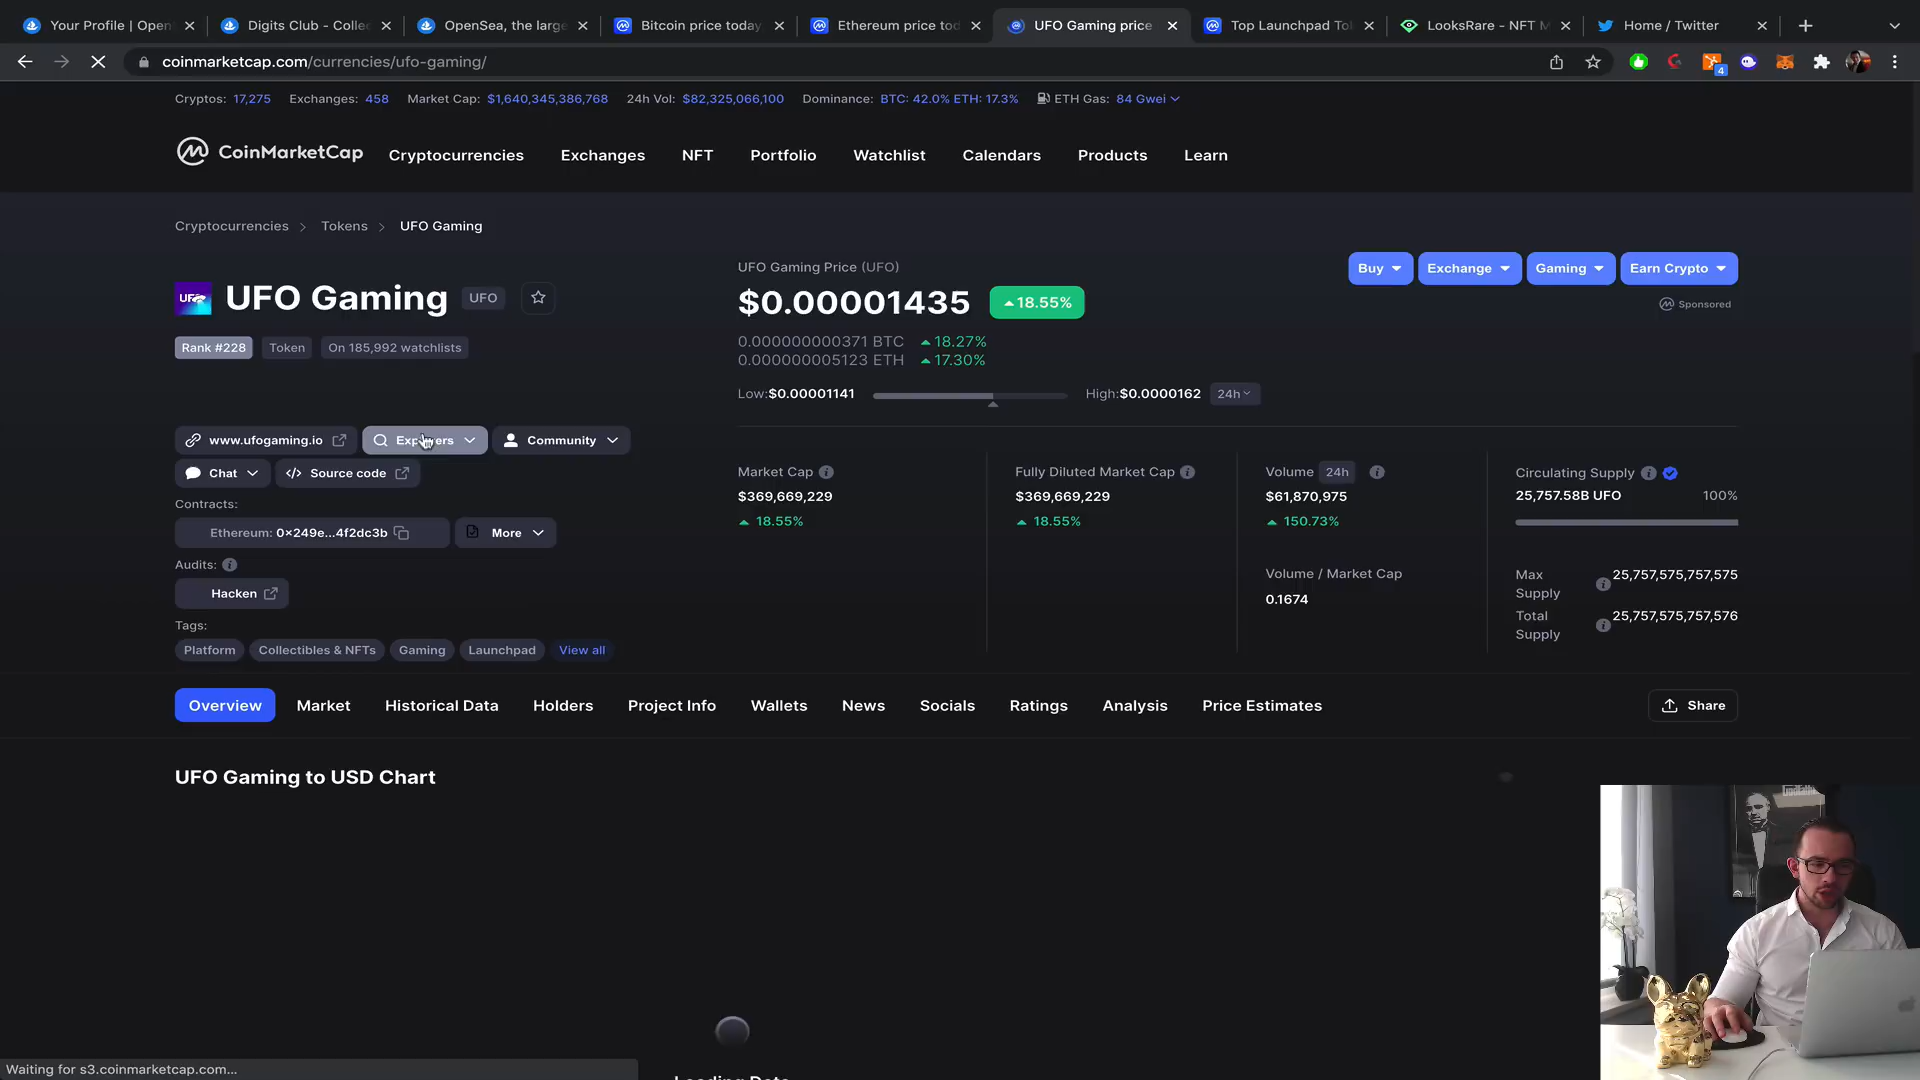 Your Profile | Open
Digits Club - Collec
OpenSea, the large
Bitcoin price today
Ethereum price tod
UFO Gaming price
Top Launchpad To
LooksRare - NFT M
Home / Twitter
coinmarketcap.com/currencies/ufo-gaming/
4
Cryptos: 17,275 Exchanges: 458 Market Cap: $1,640,345,386,768 24h Vol: $82,325,066,100 Dominance: BTC: 42.0% ETH: 17.3% ETH Gas: 84 Gwei
CoinMarketCap Cryptocurrencies Exchanges NFT Portfolio Watchlist Calendars Products Learn
Cryptocurrencies > Tokens > UFO Gaming
UFO Gaming UFO
Rank #228 Token On 185,992 watchlists
www.ufogaming.io Explorers Community
Chat Source code
Contracts:
Ethereum: 0x249e...4f2dc3b More
Audits:
Hacken
Tags:
Platform Collectibles & NFTs Gaming Launchpad View all
UFO Gaming Price (UFO)
$0.00001435 18.55%
0.000000000371 BTC 18.27%
0.000000005123 ETH 17.30%
Low:$0.00001141 High:$0.0000162 24h
Buy Exchange Gaming Earn Crypto
Sponsored
Market Cap
$369,669,229
18.55%
Fully Diluted Market Cap
$369,669,229
18.55%
Volume 24h
$61,870,975
150.73%
Volume / Market Cap
0.1674
Circulating Supply
25,757.58B UFO 100%
Max Supply 25,757,575,757,575
Total Supply 25,757,575,757,576
Overview Market Historical Data Holders Project Info Wallets News Socials Ratings Analysis Price Estimates Share
UFO Gaming to USD Chart
Loading Data
Waiting for s3.coinmarketcap.com...